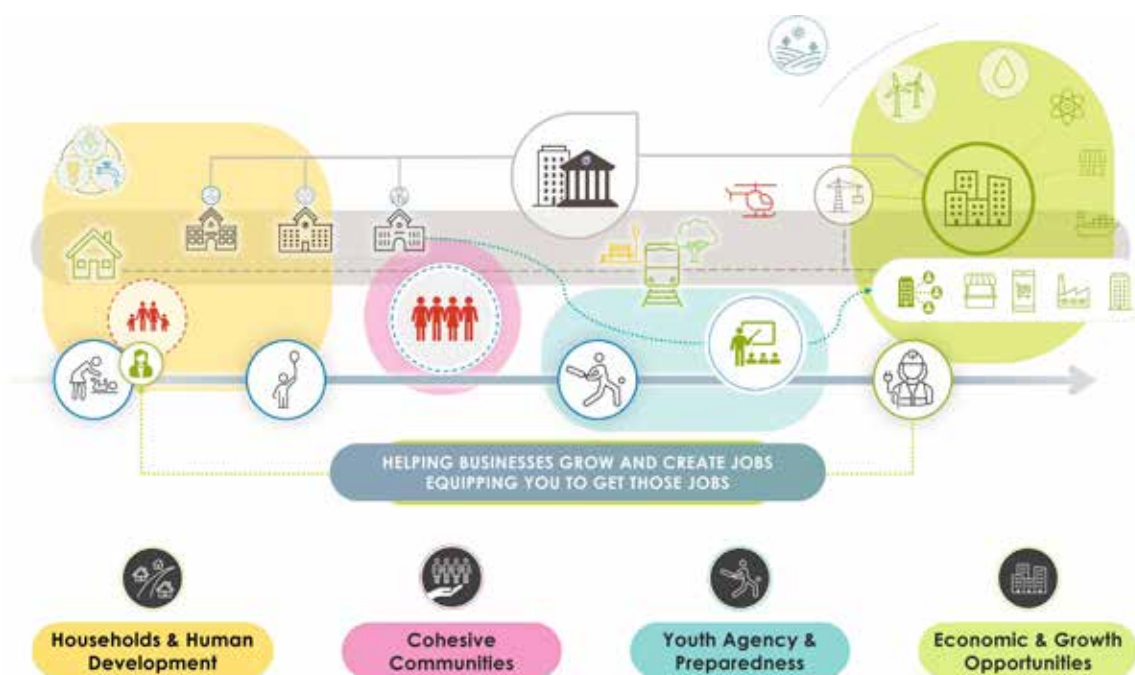 HELPING BUSINESSES GROW AND CREATE JOBS
EQUIPPING YOU TO GET THOSE JOBS
Households & Human
Development
Cohesive
Communities
Youth Agency &
Preparedness
Economic & Growth
Opportunities